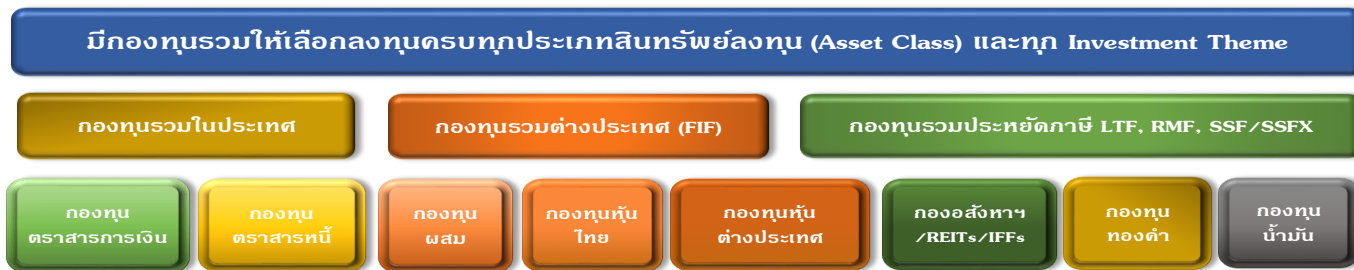 มีกองทุนรวมให้เลือกลงทุนครบทุกประเภทสินทรัพย์ลงทุน (Asset Class) และทุก Investment Theme
กองทุนรวมในประเทศ
กองทุนรวมต่างประเทศ (FIF)
กองทุนรวมประหยัดภาษี LTF, RMF, SSF/SSFX
กองทุน
ตราสารการเงิน
กองทุน
ตราสารหนี้
กองทุน
ผสม
กองทุนหุ้น
ไทย
กองทุนหุ้น
ต่างประเทศ
กองอสังหาฯ
/REITs/IFFs
กองทุน
ทองคำ
กองทุน
น้ำมัน